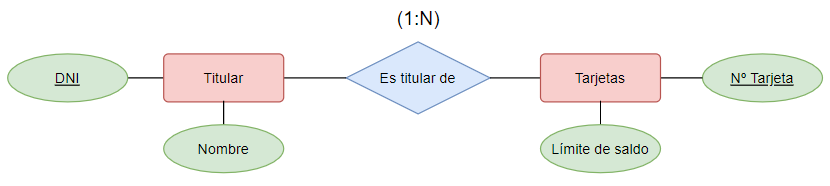 (1:N)
DNI
Titular
Es titular de
Tarjetas
Nº Tarjeta
Nombre
Límite de saldo